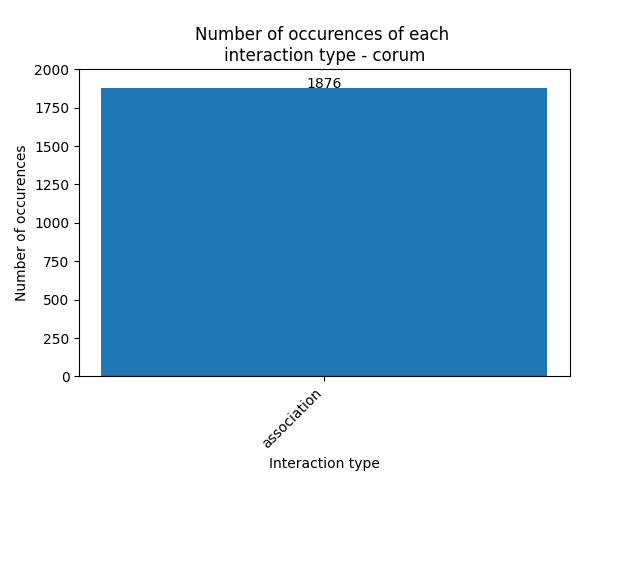 Number of occurences of each
interaction type - corum
2000
1876
1750
1500
1250
1000
750
500
250
0
Number of occurences
association
Interaction type